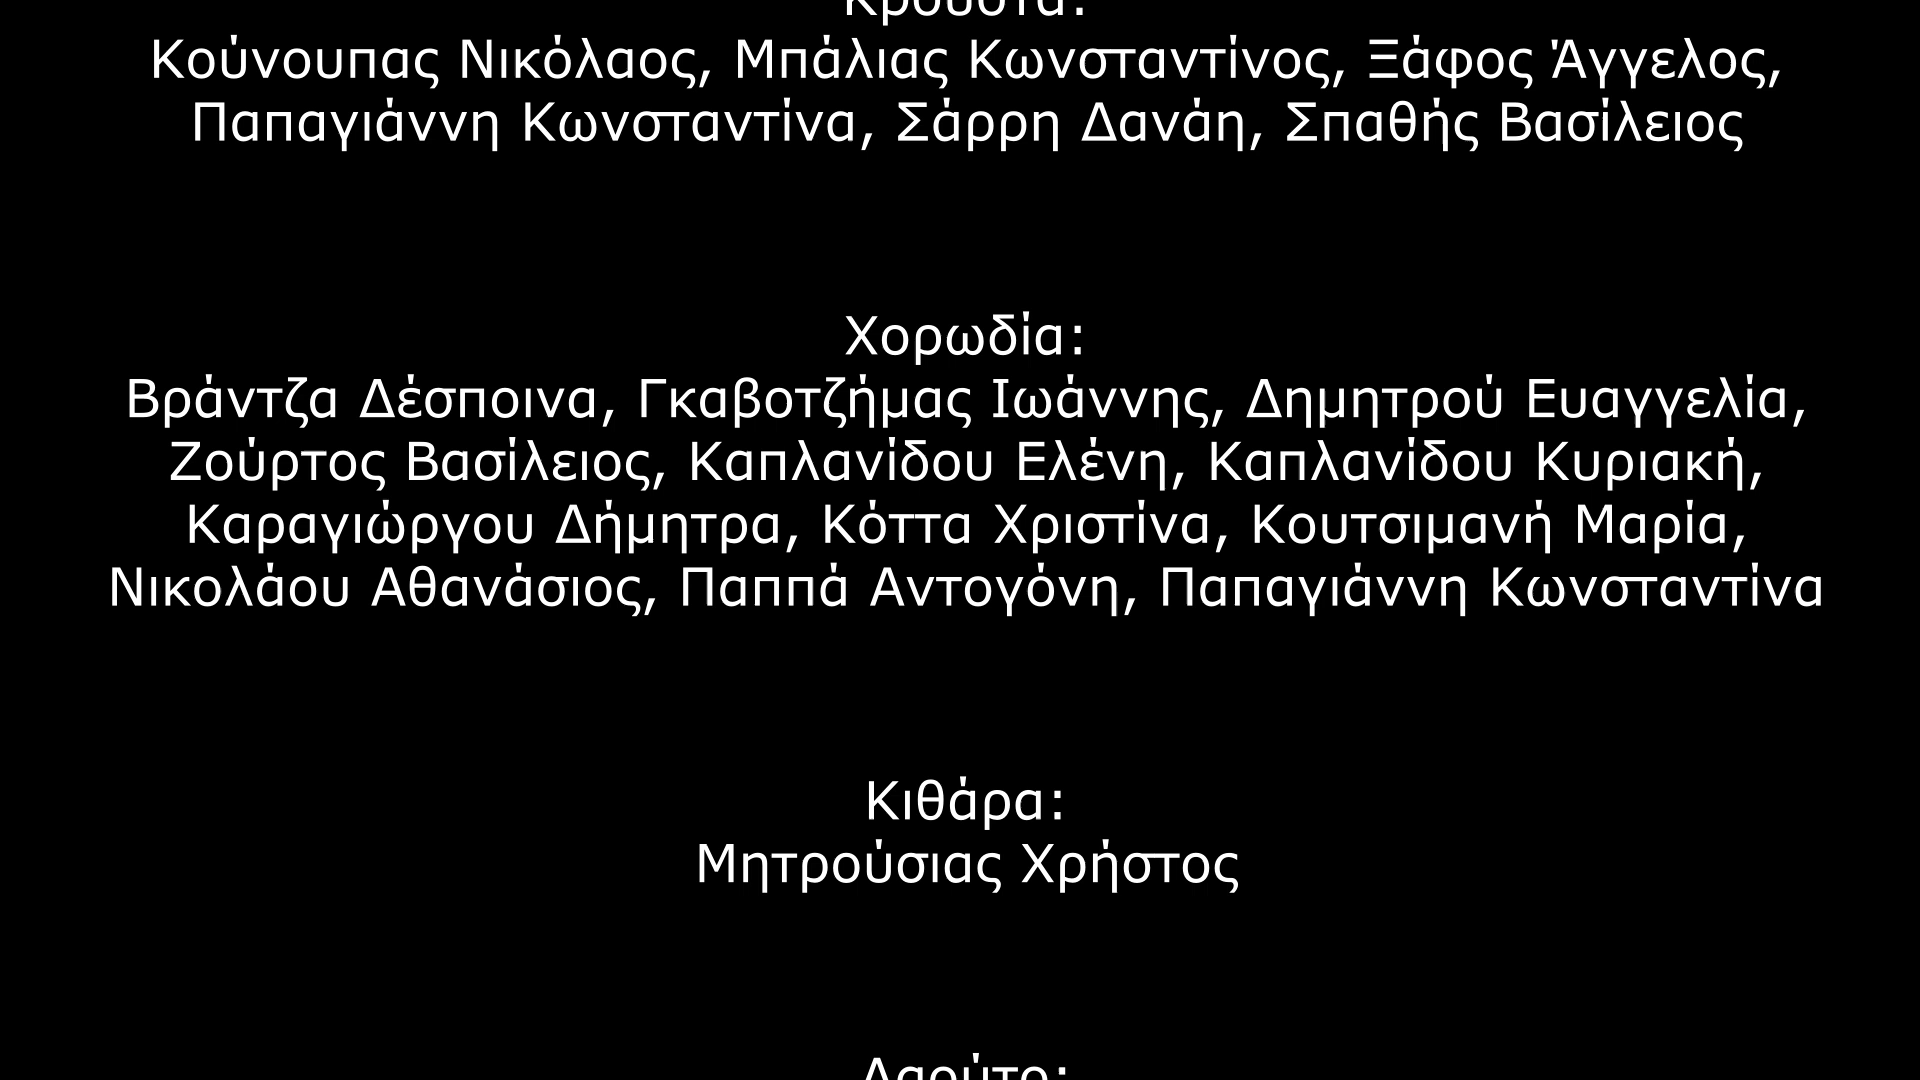 Κρουστά:
Κούνουπας Νικόλαος, Μπάλιας Κωνσταντίνος, Ξάφος Άγγελος,
Παπαγιάννη Κωνσταντίνα, Σάρρη Δανάη, Σπαθής Βασίλειος
Χορωδία:
Βράντζα Δέσποινα, Γκαβοτζήμας Ιωάννης, Δημητρού Ευαγγελία,
Ζούρτος Βασίλειος, Καπλανίδου Ελένη, Καπλανίδου Κυριακή,
Καραγιώργου Δήμητρα, Κόττα Χριστίνα, Κουτσιμανή Μαρία,
Νικολάου Αθανάσιος, Παππά Αντογόνη, Παπαγιάννη Κωνσταντίνα
Κιθάρα:
Μητρούσιας Χρήστος
Λαούτο: